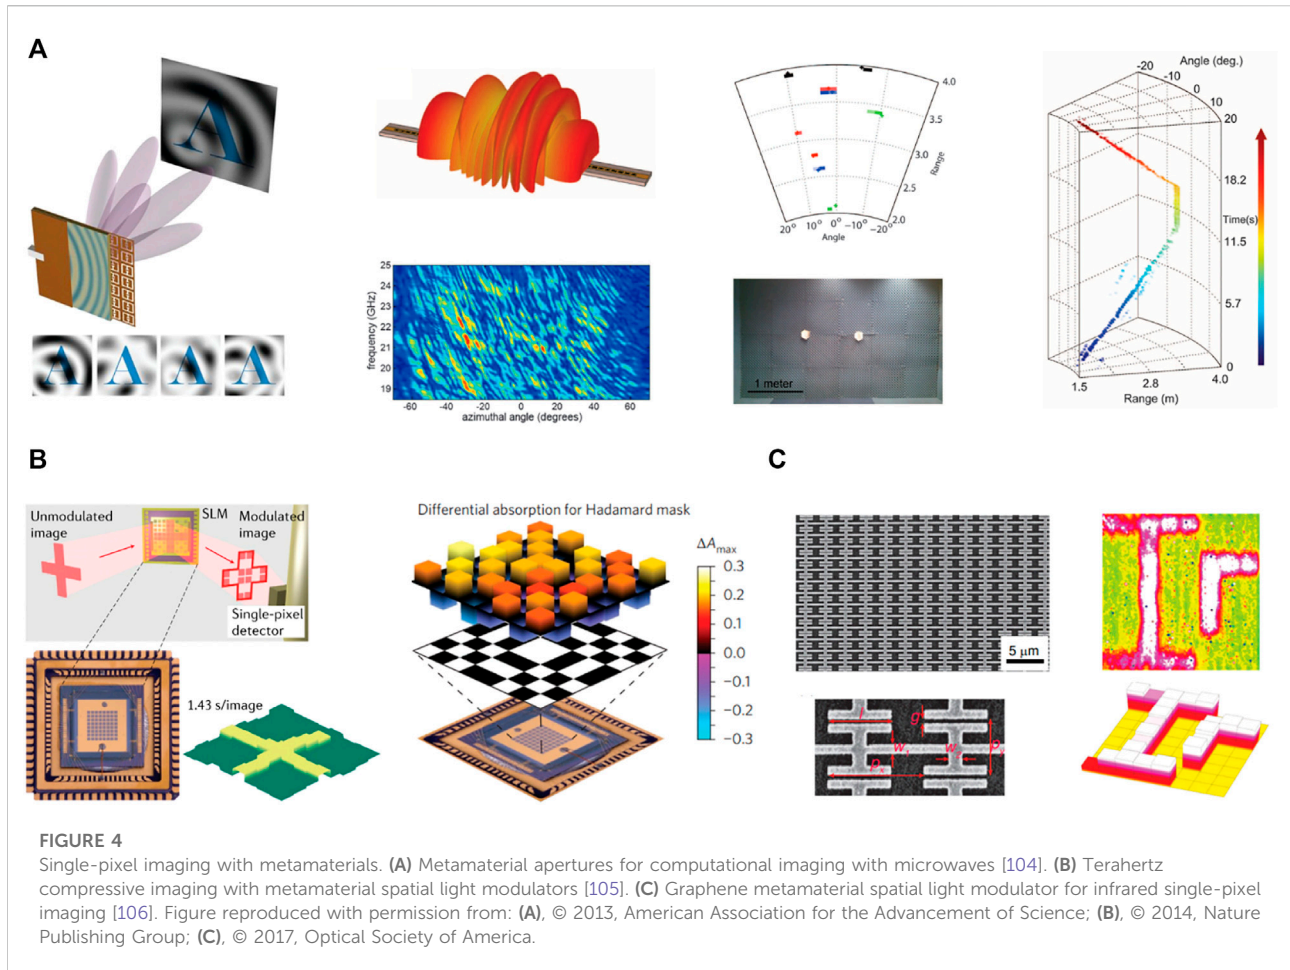 A
A
A A A A
frequency (GHz)
25
24
23
22
21
20
19
-60
-40
-20
0
20
40
60
azimuthal angle (degrees)
4.0
3.5
3.0
2.5
2.0
Range
20° 10° 0° -10° -20°
Angle
1 meter
Angle (deg.)
-20
-10
0
10
20
18.2
Time(s)
11.5
5.7
0
1.5
2.8
4.0
Range (m)
B
Unmodulated
image
SLM
Modulated
image
Single-pixel
detector
1.43 s/image
Differential absorption for Hadamard mask
ΔAmax
0.3
0.2
0.1
0.0
−0.1
−0.2
−0.3
C
5 µm
l
g
w
w
p
p
FIGURE 4
Single-pixel imaging with metamaterials. (A) Metamaterial apertures for computational imaging with microwaves [104]. (B) Terahertz
compressive imaging with metamaterial spatial light modulators [105]. (C) Graphene metamaterial spatial light modulator for infrared single-pixel
imaging [106]. Figure reproduced with permission from: (A), © 2013, American Association for the Advancement of Science; (B), © 2014, Nature
Publishing Group; (C), © 2017, Optical Society of America.